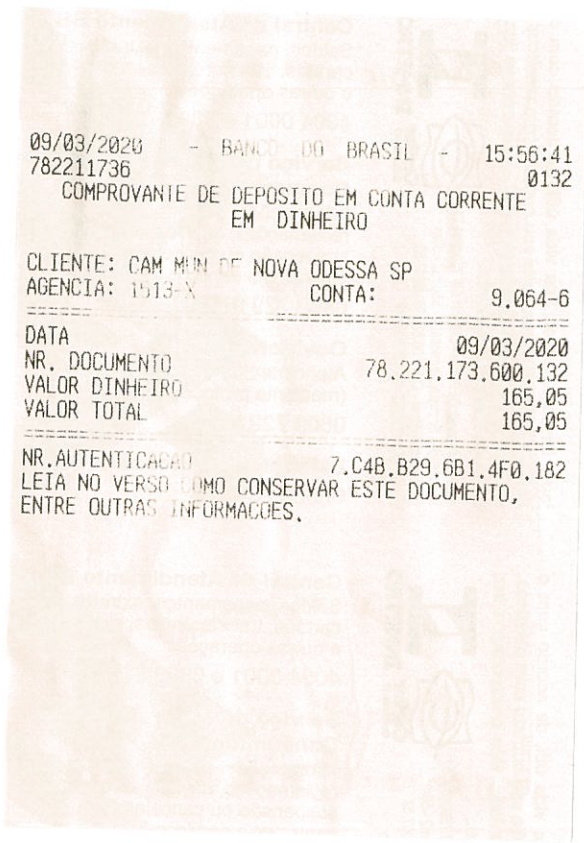 09/03/2020 - BANCO DO BRASIL - 15:56:41
782211736 0132
COMPROVANTE DE DEPOSITO EM CONTA CORRENTE
EM DINHEIRO
CLIENTE: CAM MUN DE NOVA ODESSA SP
AGENCIA: 1513-X CONTA: 9.064-6
DATA 09/03/2020
NR. DOCUMENTO 78.221.173.600.132
VALOR DINHEIRO 165,05
VALOR TOTAL 165,05
NR.AUTENTICACAO 7.C4B.B29.6B1.4F0.182
LEIA NO VERSO COMO CONSERVAR ESTE DOCUMENTO,
ENTRE OUTRAS INFORMACOES.